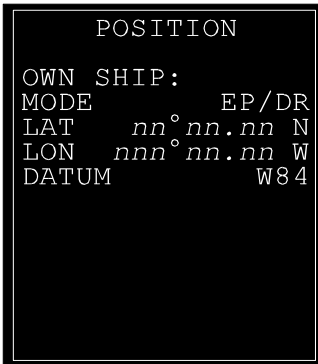 POSITION
OWN SHIP:
MODE EP/DR
LAT nn°nn.nn N
LON nnn°nn.nn W
DATUM W84